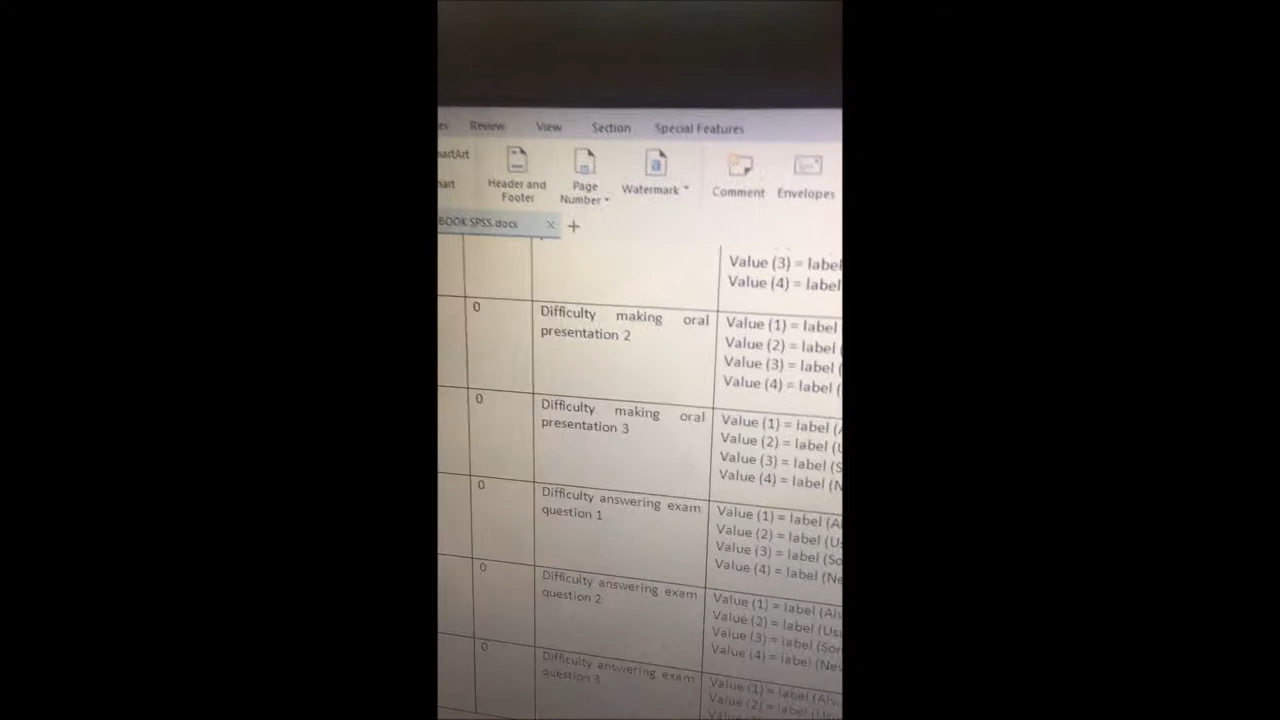 Review View Section Special Features
Header and Footer
Page Number
Watermark
Comment
Envelopes
BOOK SPSS.docx
Value (3) = label
Value (4) = label
0
Difficulty making oral
presentation 2
Value (1) = label
Value (2) = label
Value (3) = label
Value (4) = label
0
Difficulty making oral
presentation 3
Value (1) = label
Value (2) = label
Value (3) = label
Value (4) = label
0
Difficulty answering exam
question 1
Value (1) = label
Value (2) = label
Value (3) = label
Value (4) = label
0
Difficulty answering exam
question 2
Value (1) = label
Value (2) = label
Value (3) = label
Value (4) = label
0
Difficulty answering exam
question 3
Value (1) = label
Value (2) = label